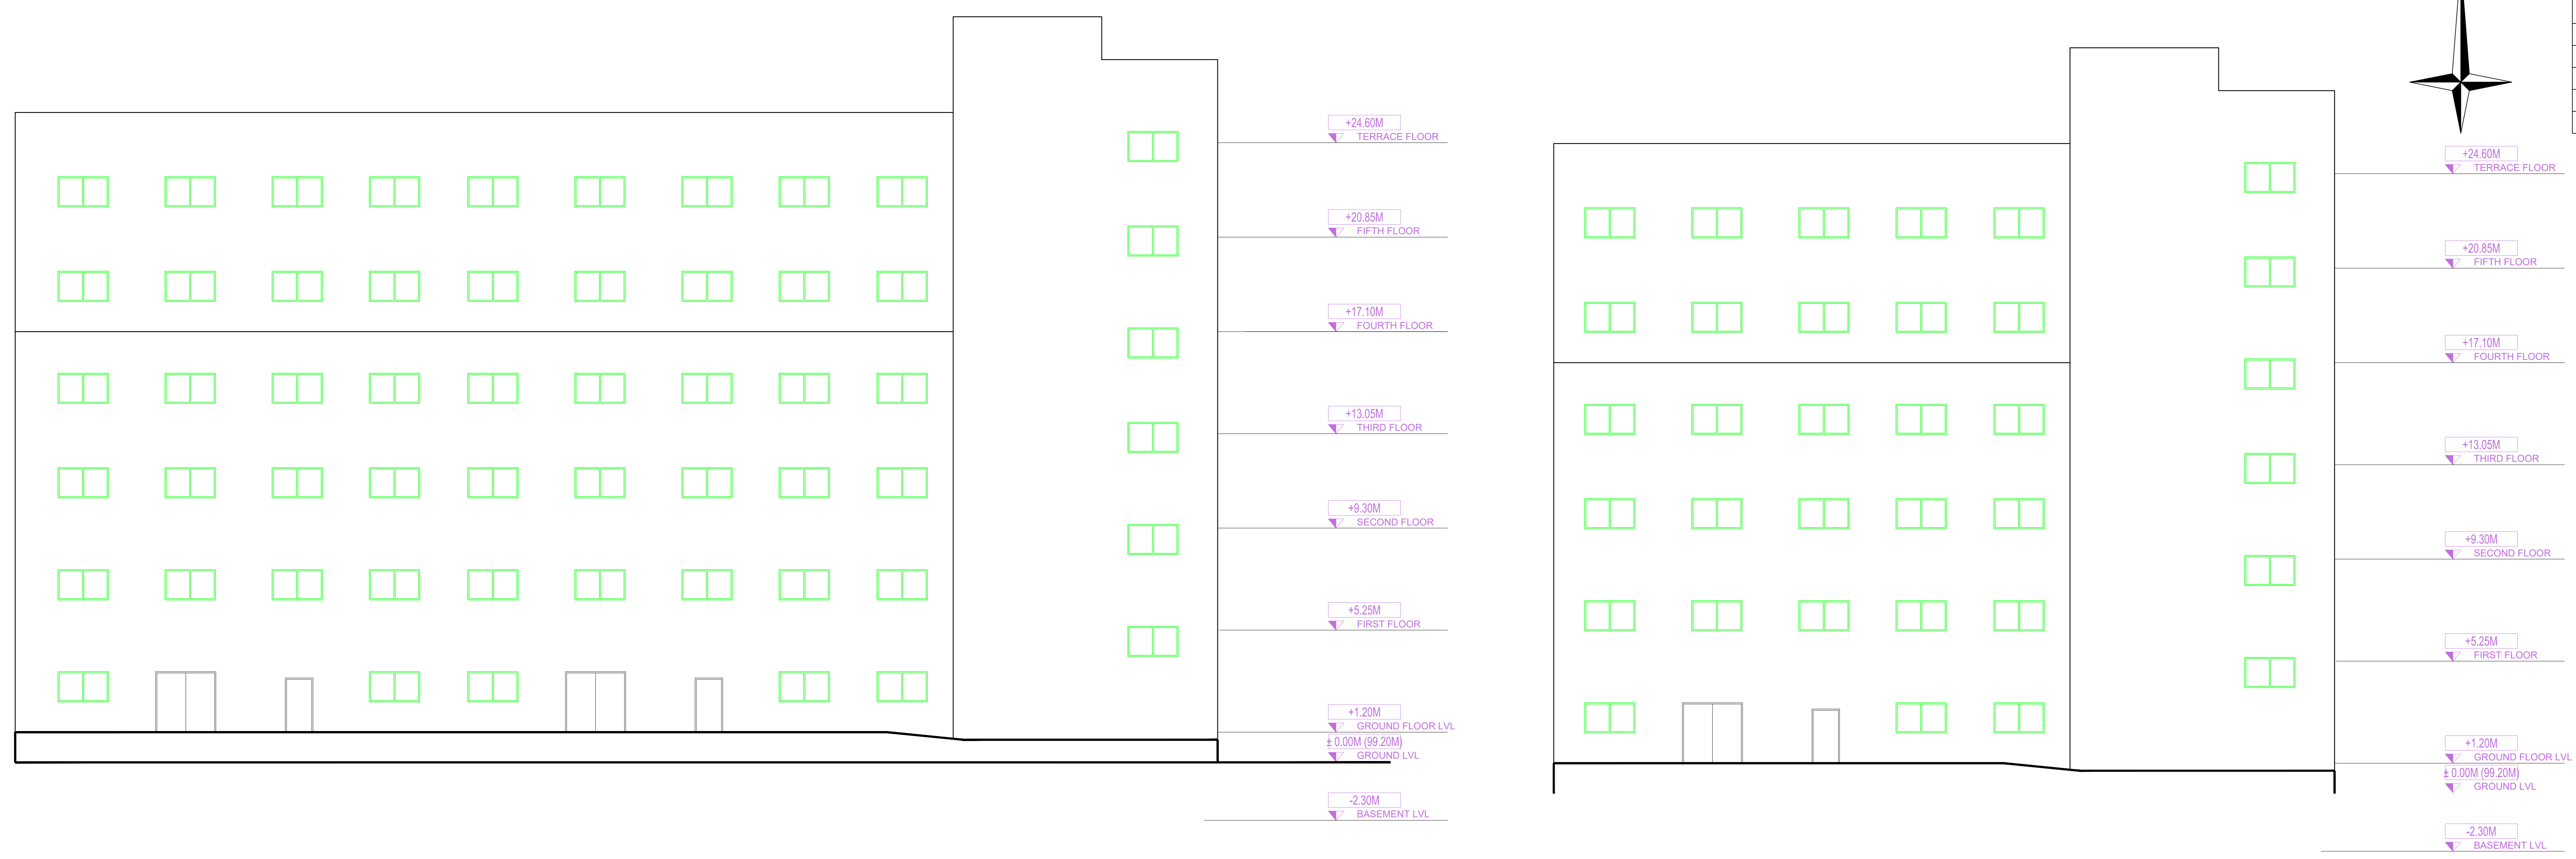 +24.60M
TERRACE FLOOR
+20.85M
FIFTH FLOOR
+17.10M
FOURTH FLOOR
+13.05M
THIRD FLOOR
+9.30M
SECOND FLOOR
+5.25M
FIRST FLOOR
+1.20M
GROUND FLOOR LVL
± 0.00M (99.20M)
GROUND LVL
-2.30M
BASEMENT LVL
+24.60M
TERRACE FLOOR
+20.85M
FIFTH FLOOR
+17.10M
FOURTH FLOOR
+13.05M
THIRD FLOOR
+9.30M
SECOND FLOOR
+5.25M
FIRST FLOOR
+1.20M
GROUND FLOOR LVL
± 0.00M (99.20M)
GROUND LVL
-2.30M
BASEMENT LVL